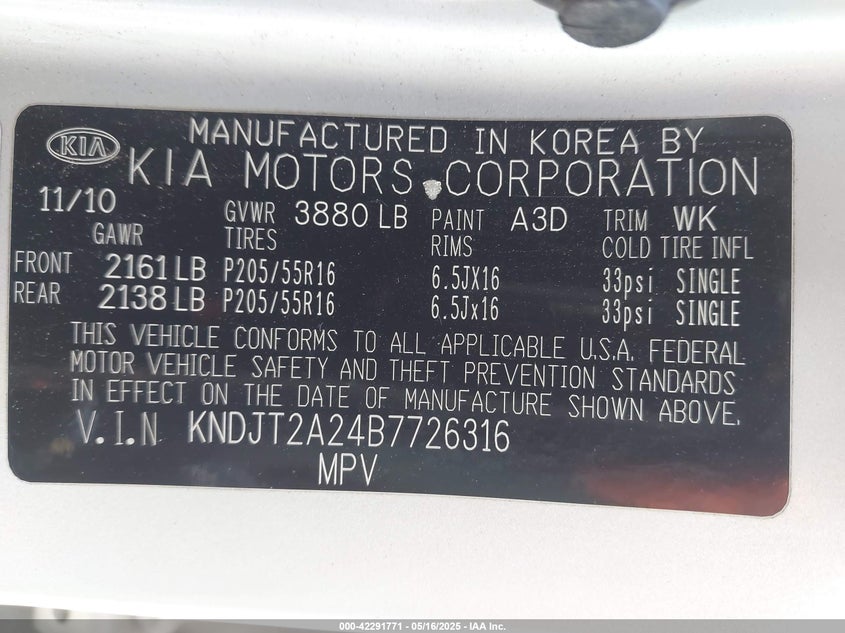 KIA MANUFACTURED IN KOREA BY
KIA MOTORS CORPORATION
11/10 GVWR 3880 LB PAINT A3D TRIM WK
GAWR TIRES RIMS COLD TIRE INFL
FRONT 2161 LB P205/55R16 6.5JX16 33psi SINGLE
REAR 2138 LB P205/55R16 6.5Jx16 33psi SINGLE
THIS VEHICLE CONFORMS TO ALL APPLICABLE U.S.A. FEDERAL
MOTOR VEHICLE SAFETY AND THEFT PREVENTION STANDARDS
IN EFFECT ON THE DATE OF MANUFACTURE SHOWN ABOVE.
V.I.N KNDJT2A24B7726316
MPV
000-42291771 | 05/16/2025 - IAA Inc.